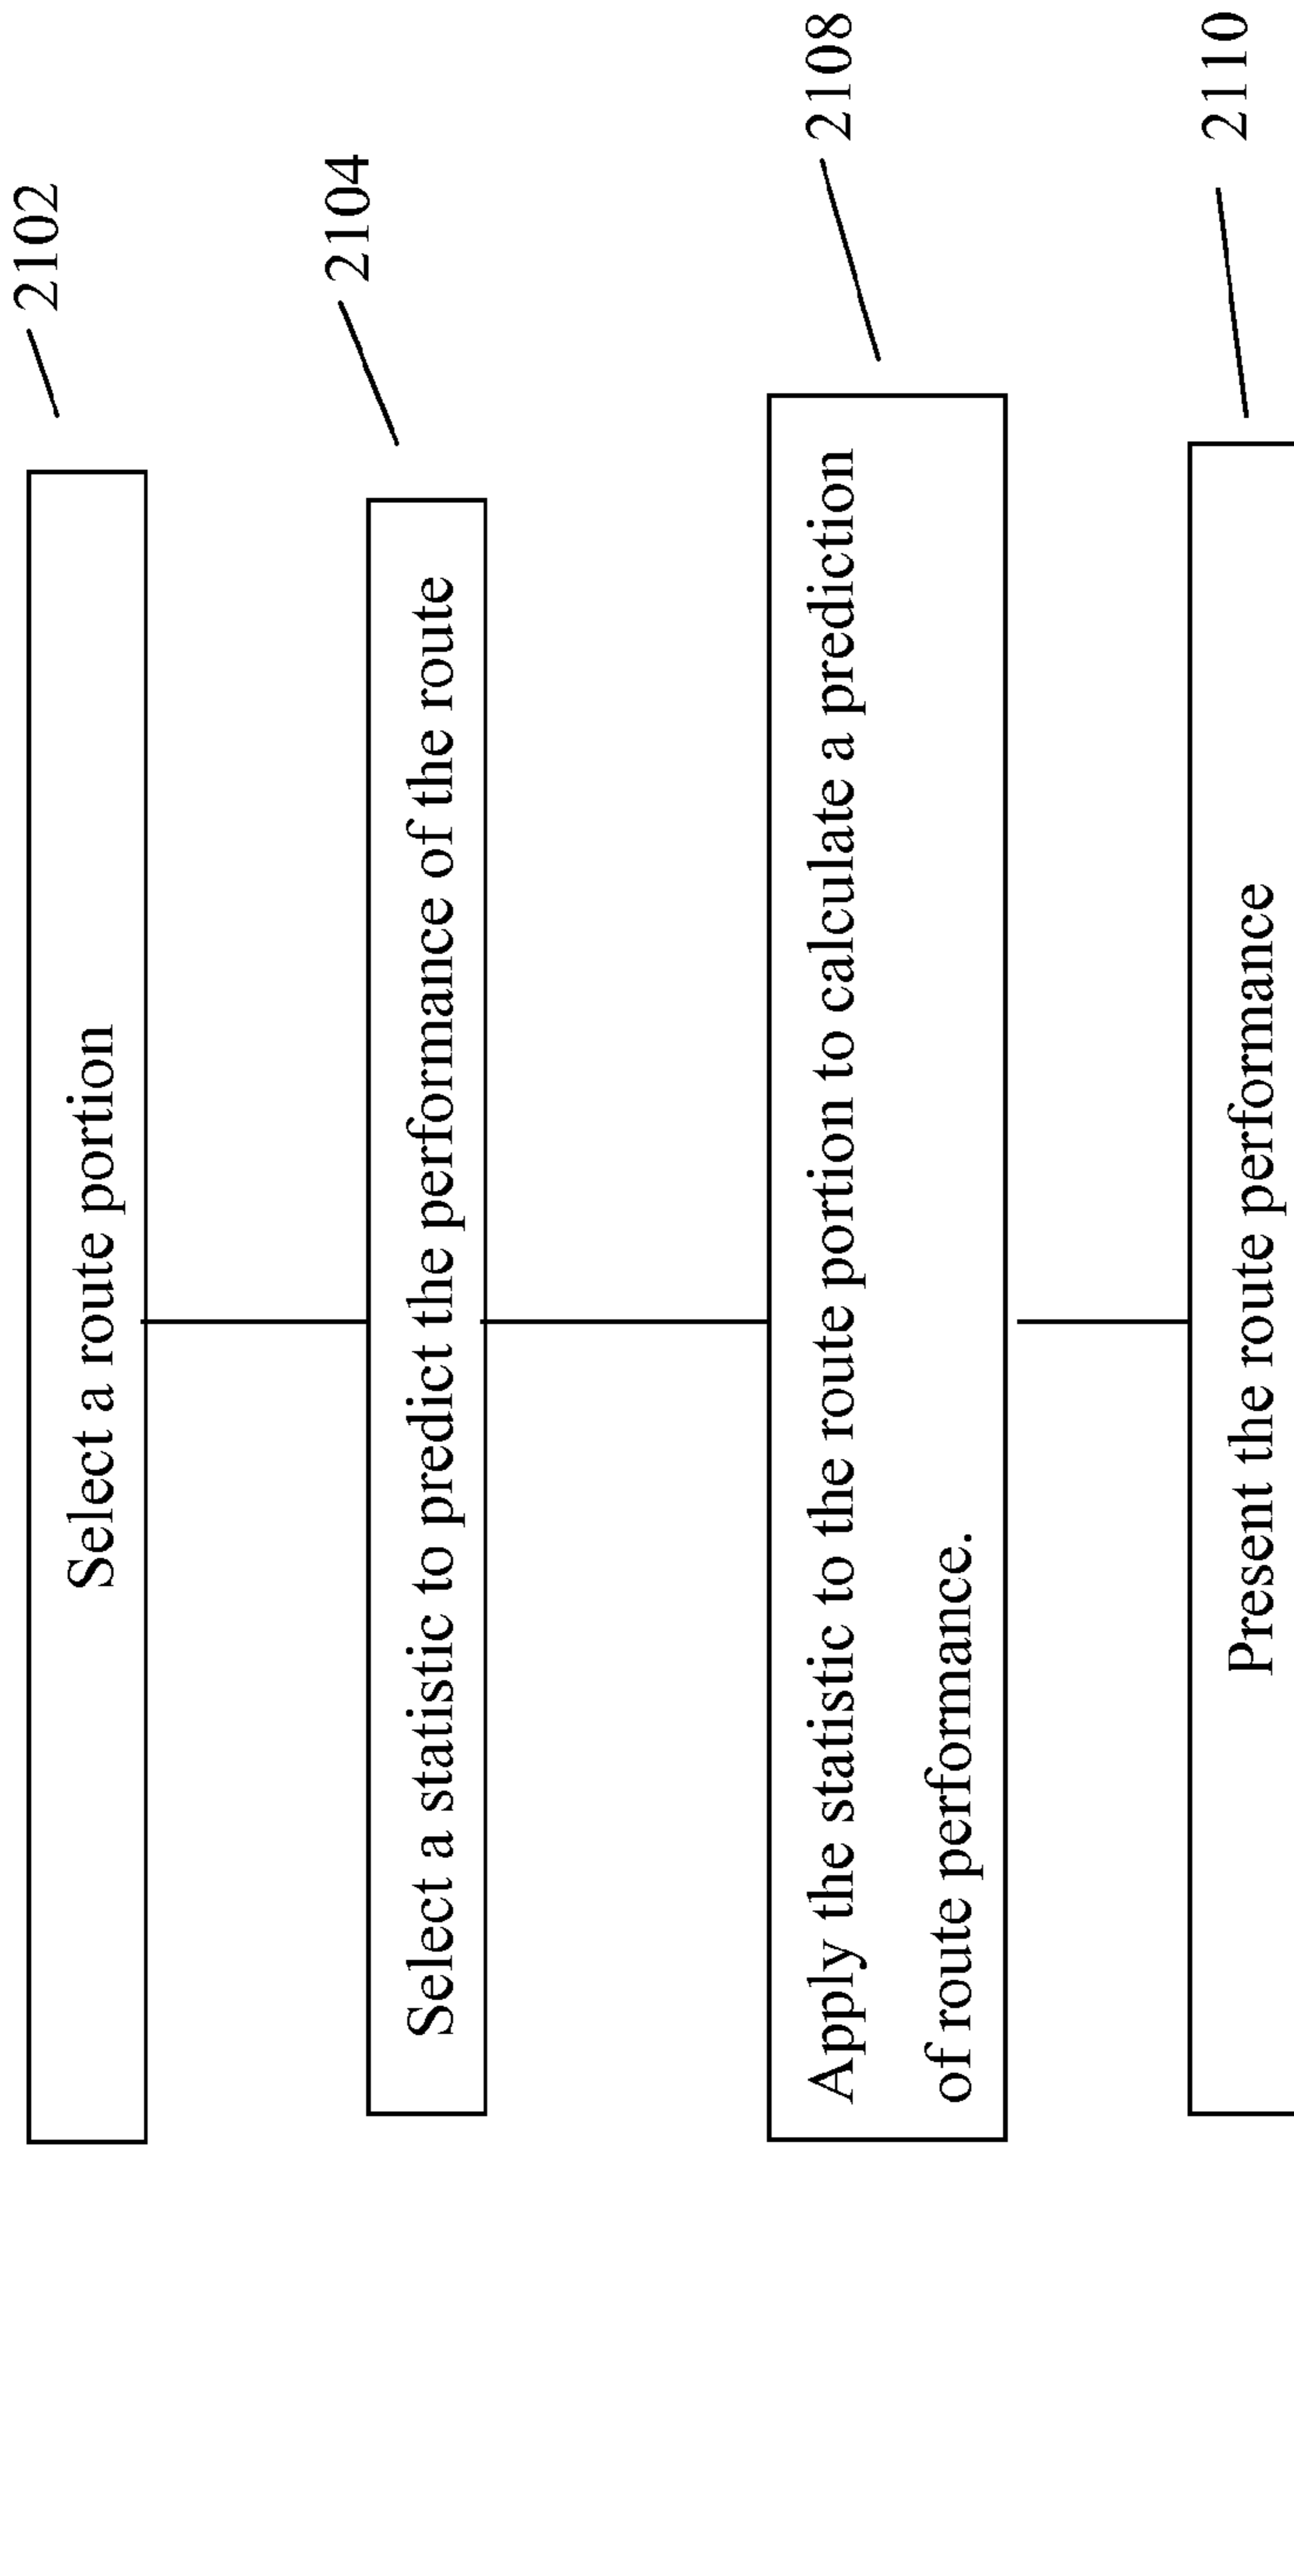 2102
Select a route portion
2104
Select a statistic to predict the performance of the route
2108
Apply the statistic to the route portion to calculate a prediction
of route performance.
2110
Present the route performance